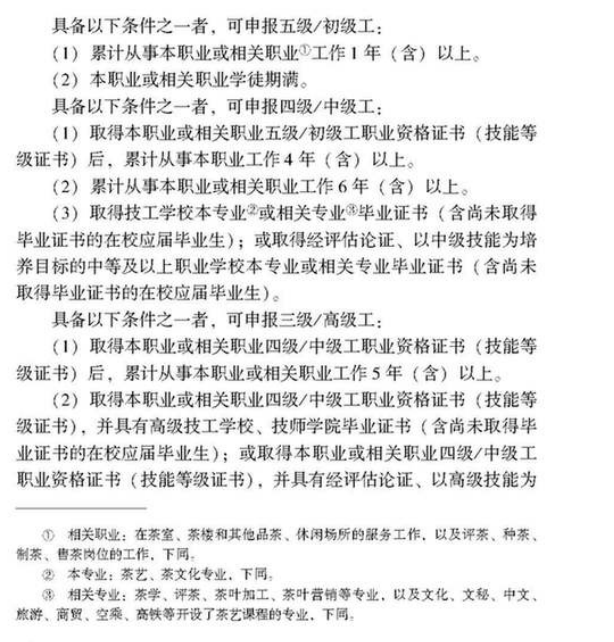 具备以下条件之一者，可申报五级/初级工：
（1）累计从事本职业或相关职业①工作1年（含）以上。
（2）本职业或相关职业学徒期满。
具备以下条件之一者，可申报四级/中级工：
（1）取得本职业或相关职业五级/初级工职业资格证书（技能等
级证书）后，累计从事本职业工作4年（含）以上。
（2）累计从事本职业或相关职业工作6年（含）以上。
（3）取得技工学校本专业②或相关专业③毕业证书（含尚未取得
毕业证书的在校应届毕业生）；或取得经评估论证、以中级技能为培
养目标的中等及以上职业学校本专业或相关专业毕业证书（含尚未
取得毕业证书的在校应届毕业生）。
具备以下条件之一者，可申报三级/高级工：
（1）取得本职业或相关职业四级/中级工职业资格证书（技能等
级证书）后，累计从事本职业或相关职业工作5年（含）以上。
（2）取得本职业或相关职业四级/中级工职业资格证书（技能等
级证书），并具有高级技工学校、技师学院毕业证书（含尚未取得毕
业证书的在校应届毕业生）；或取得本职业或相关职业四级/中级工
职业资格证书（技能等级证书），并具有经评估论证、以高级技能为
① 相关职业：在茶室、茶楼和其他品茶、休闲场所的服务工作，以及评茶、种茶、
制茶、售茶岗位的工作，下同。
② 本专业：茶艺、茶文化专业，下同。
③ 相关专业：茶学、评茶、茶叶加工、茶叶营销等专业，以及文化、文秘、中文、
旅游、商贸、空乘、高铁等开设了茶艺课程的专业，下同。